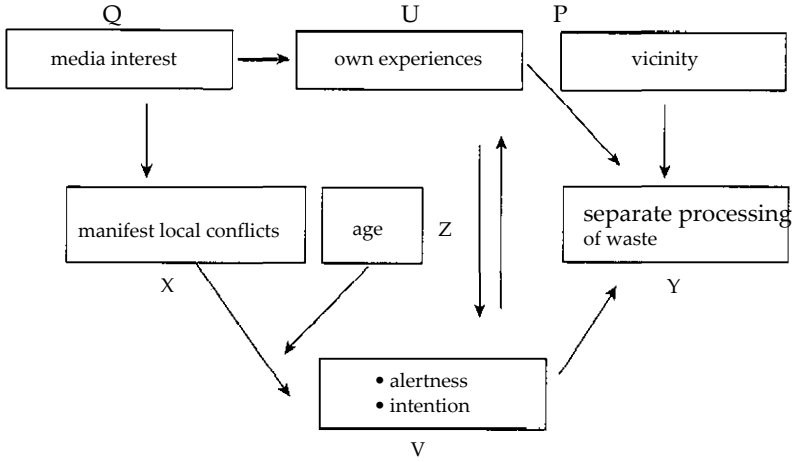 Q
U
P
media interest
own experiences
vicinity
manifest local conflicts
age
Z
separate processing
of waste
X
Y
• alertness
• intention
V